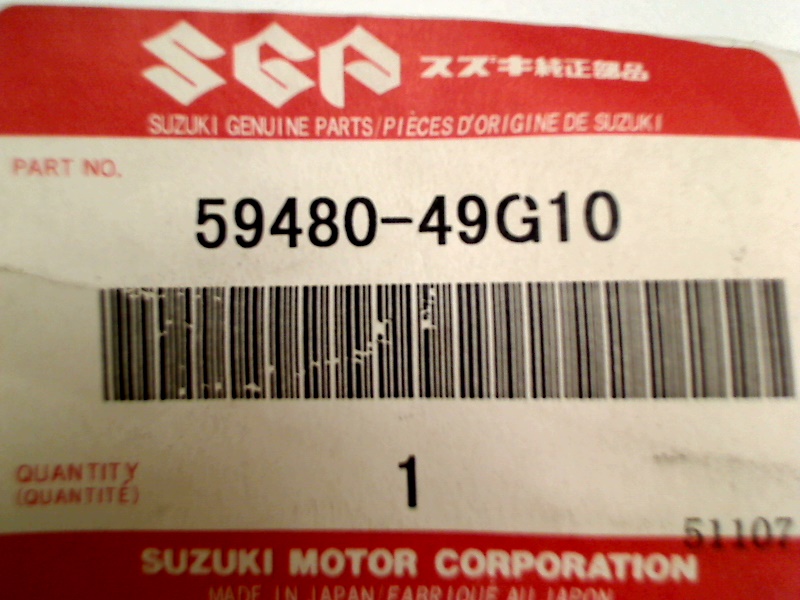 SGP スズキ純正部品
SUZUKI GENUINE PARTS/PIÈCES D'ORIGINE DE SUZUKI
PART NO.
59480-49G10
QUANTITY
(QUANTITÉ)
1
51107
SUZUKI MOTOR CORPORATION
MADE IN JAPAN/FABRIQUE AU JAPON